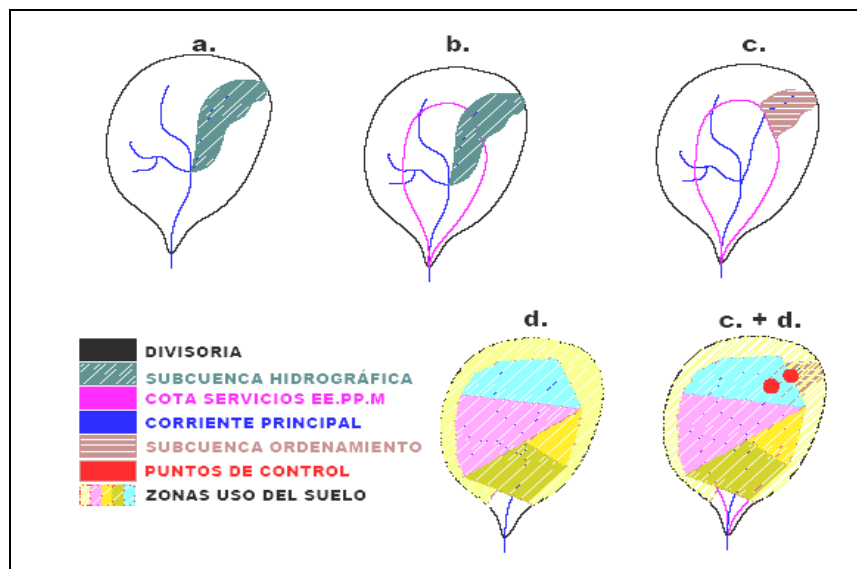 a.
b.
c.
d.
c. + d.
DIVISORIA
SUBCUENCA HIDROGRÁFICA
COTA SERVICIOS EE.PP.M
CORRIENTE PRINCIPAL
SUBCUENCA ORDENAMIENTO
PUNTOS DE CONTROL
ZONAS USO DEL SUELO